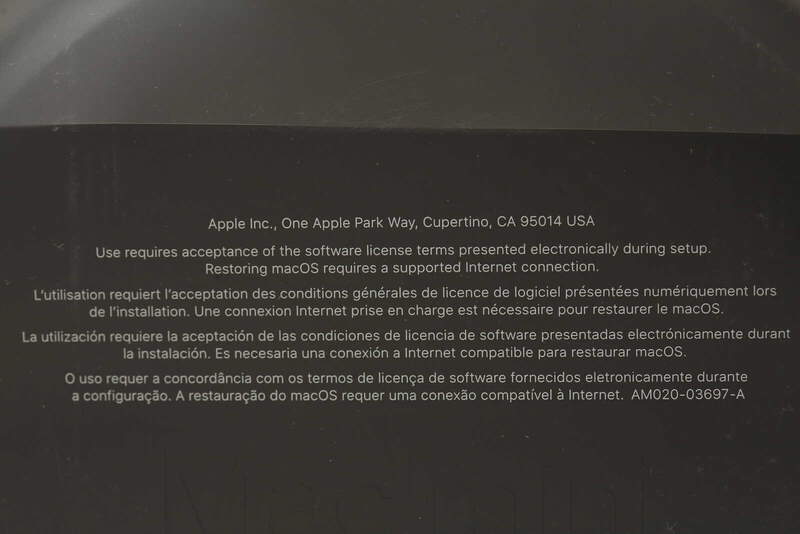 Apple Inc., One Apple Park Way, Cupertino, CA 95014 USA
Use requires acceptance of the software license terms presented electronically during setup.
Restoring macOS requires a supported Internet connection.
L'utilisation requiert l'acceptation des conditions générales de licence de logiciel présentées numériquement lors
de l'installation. Une connexion Internet prise en charge est nécessaire pour restaurer le macOS.
La utilización requiere la aceptación de las condiciones de licencia de software presentadas electrónicamente durant
la instalación. Es necesaria una conexión a Internet compatible para restaurar macOS.
O uso requer a concordância com os termos de licença de software fornecidos eletronicamente durante
a configuração. A restauração do macOS requer uma conexão compatível à Internet. AM020-03697-A